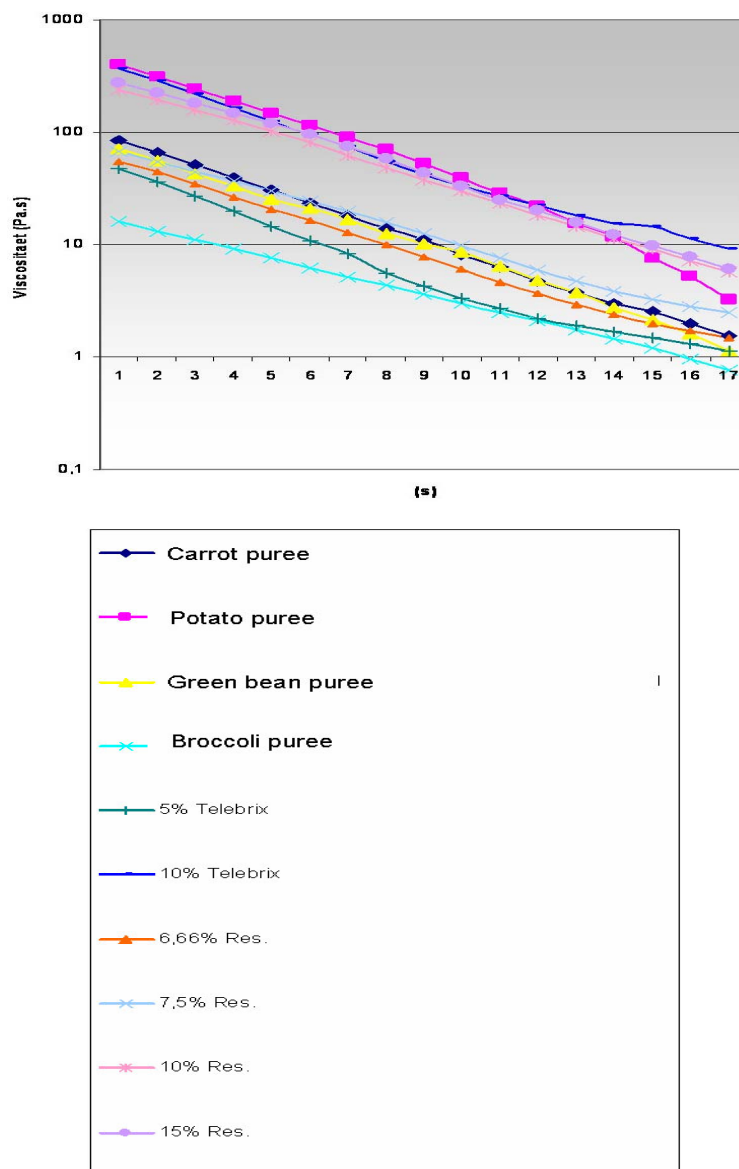 1000
100
10
1
0,1
Viscositaet (Pa.s)
1 2 3 4 5 6 7 8 9 10 11 12 13 14 15 16 17
(s)
Carrot puree
Potato puree
Green bean puree
Broccoli puree
5% Telebrix
10% Telebrix
6,66% Res.
7,5% Res.
10% Res.
15% Res.